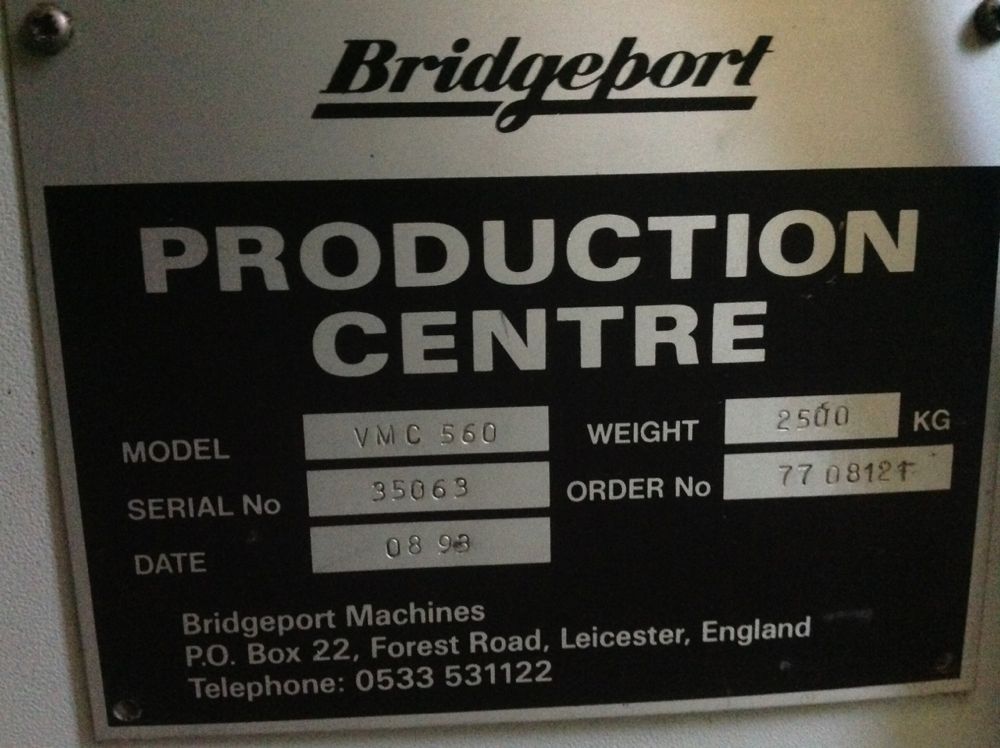 Bridgeport
PRODUCTION
CENTRE
MODEL VMC 560 WEIGHT 2500 KG
SERIAL No 35063 ORDER No
DATE 08 93
Bridgeport Machines
P.O. Box 22, Forest Road, Leicester, England
Telephone: 0533 531122